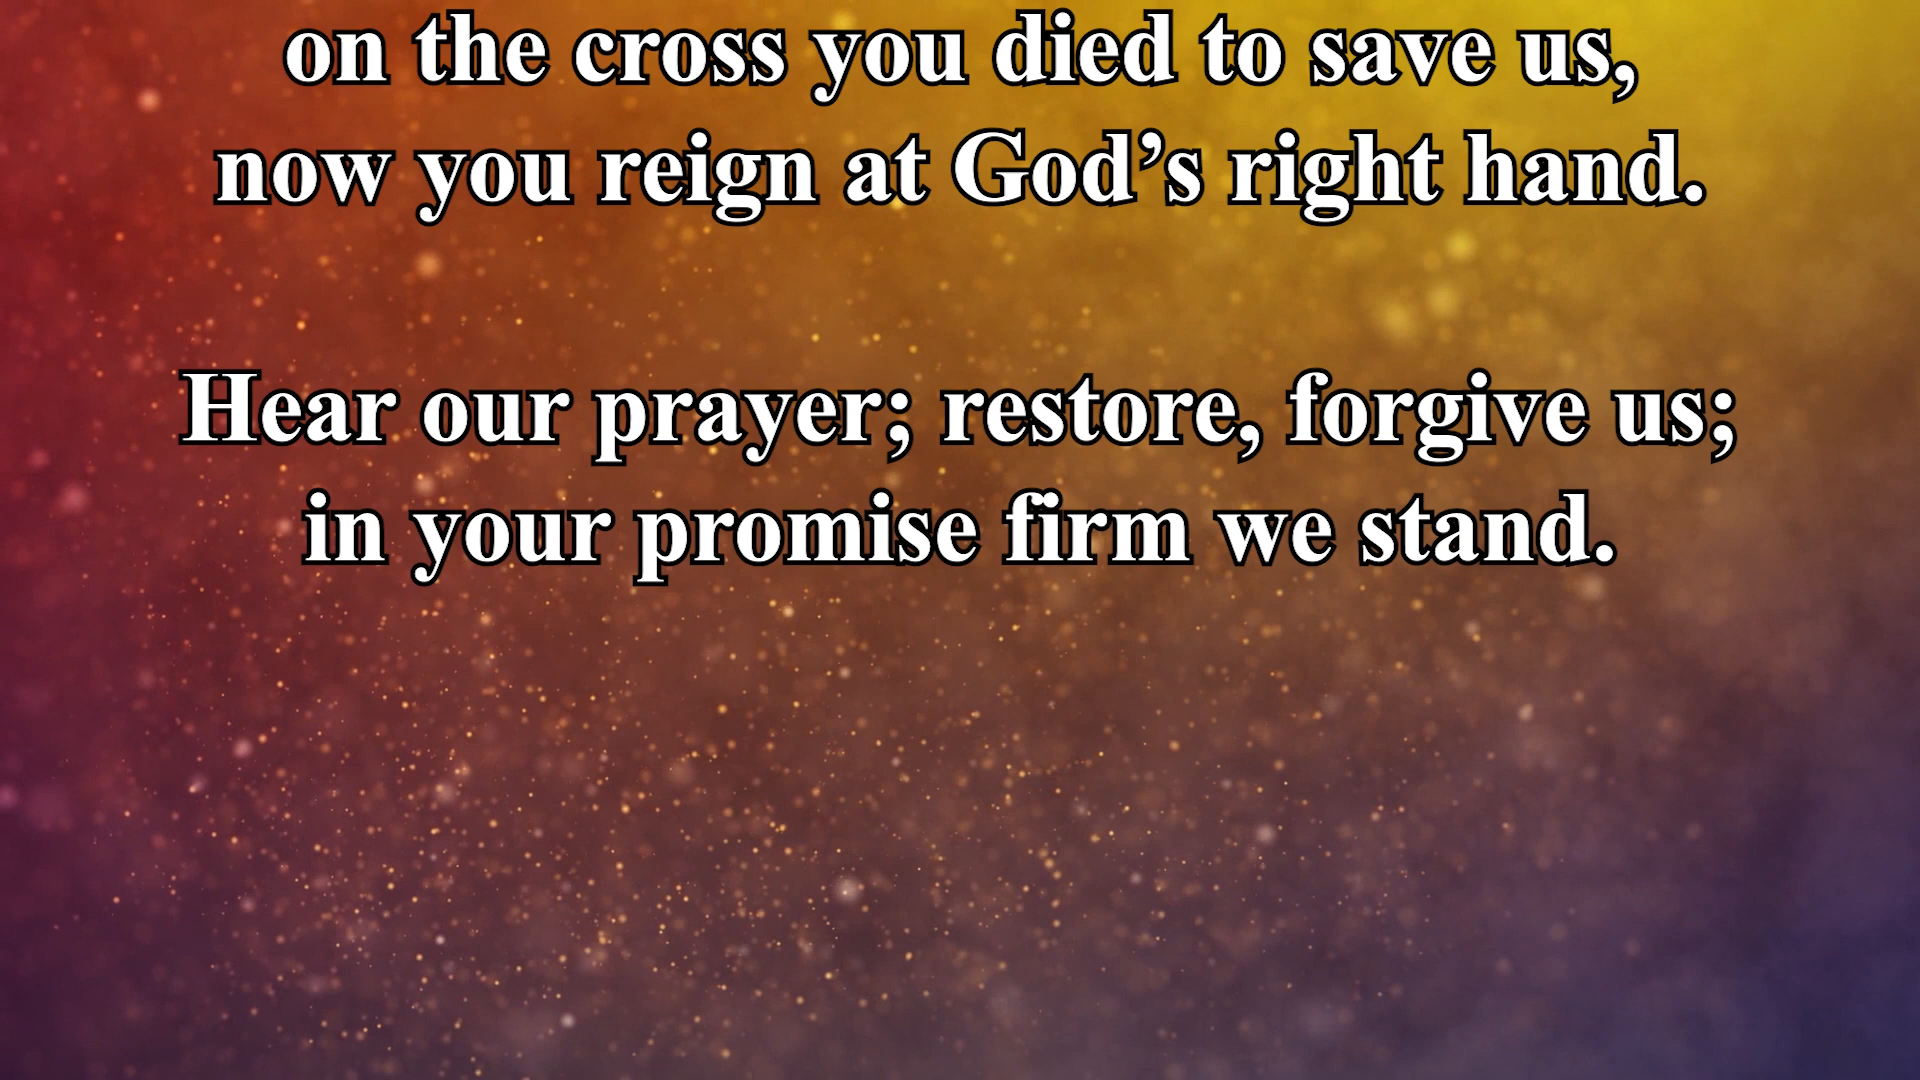 on the cross you died to save us,
now you reign at God’s right hand.
Hear our prayer; restore, forgive us;
in your promise firm we stand.